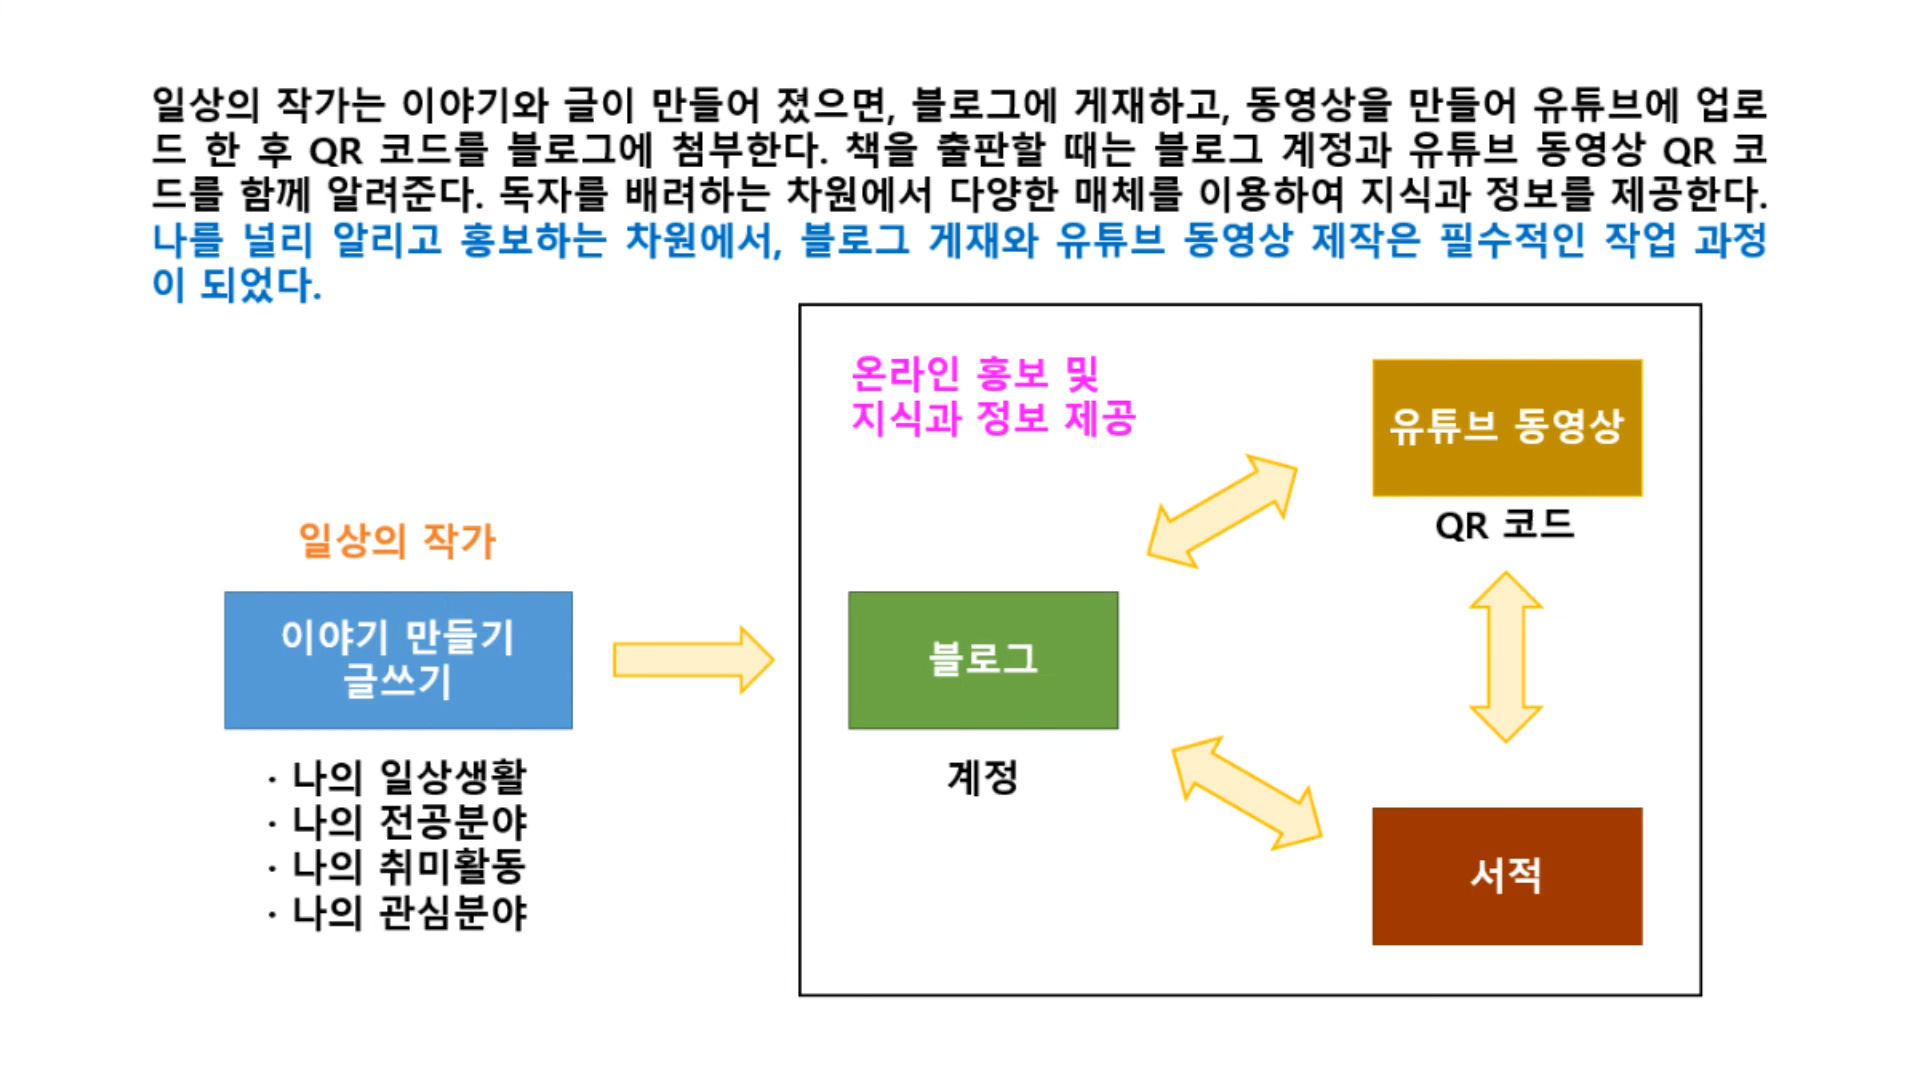 일상의 작가는 이야기와 글이 만들어 졌으면, 블로그에 게재하고, 동영상을 만들어 유튜브에 업로
드 한 후 QR 코드를 블로그에 첨부한다. 책을 출판할 때는 블로그 계정과 유튜브 동영상 QR 코
드를 함께 알려준다. 독자를 배려하는 차원에서 다양한 매체를 이용하여 지식과 정보를 제공한다.
나를 널리 알리고 홍보하는 차원에서, 블로그 게재와 유튜브 동영상 제작은 필수적인 작업 과정
이 되었다.
온라인 홍보 및
지식과 정보 제공
유튜브 동영상
QR 코드
일상의 작가
이야기 만들기
글쓰기
블로그
계정
· 나의 일상생활
· 나의 전공분야
· 나의 취미활동
· 나의 관심분야
서적